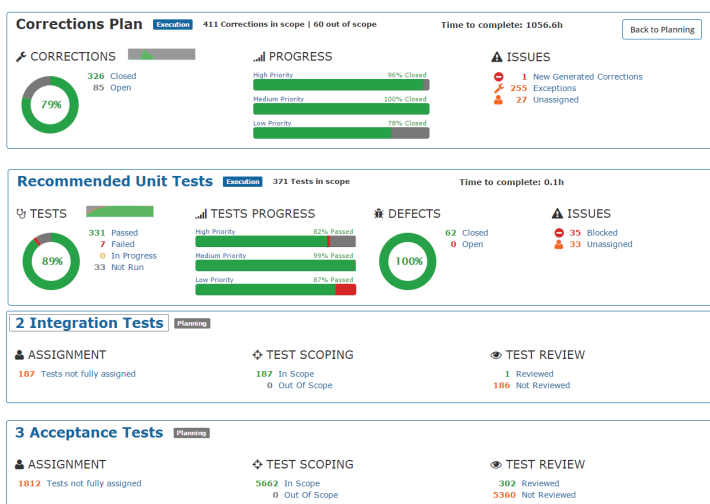 Corrections Plan Execution 411 Corrections in scope | 60 out of scope Time to complete: 1056.6h Back to Planning
CORRECTIONS
79%
326 Closed
85 Open
PROGRESS
High Priority 96% Closed
Medium Priority 100% Closed
Low Priority 78% Closed
ISSUES
1 New Generated Corrections
255 Exceptions
27 Unassigned
Recommended Unit Tests Execution 371 Tests in scope Time to complete: 0.1h
TESTS
89%
331 Passed
7 Failed
0 In Progress
33 Not Run
TESTS PROGRESS
High Priority 82% Passed
Medium Priority 99% Passed
Low Priority 87% Passed
DEFECTS
100%
62 Closed
0 Open
ISSUES
35 Blocked
33 Unassigned
2 Integration Tests Planning
ASSIGNMENT
187 Tests not fully assigned
TEST SCOPING
187 In Scope
0 Out Of Scope
TEST REVIEW
1 Reviewed
186 Not Reviewed
3 Acceptance Tests Planning
ASSIGNMENT
1812 Tests not fully assigned
TEST SCOPING
5662 In Scope
0 Out Of Scope
TEST REVIEW
302 Reviewed
5360 Not Reviewed